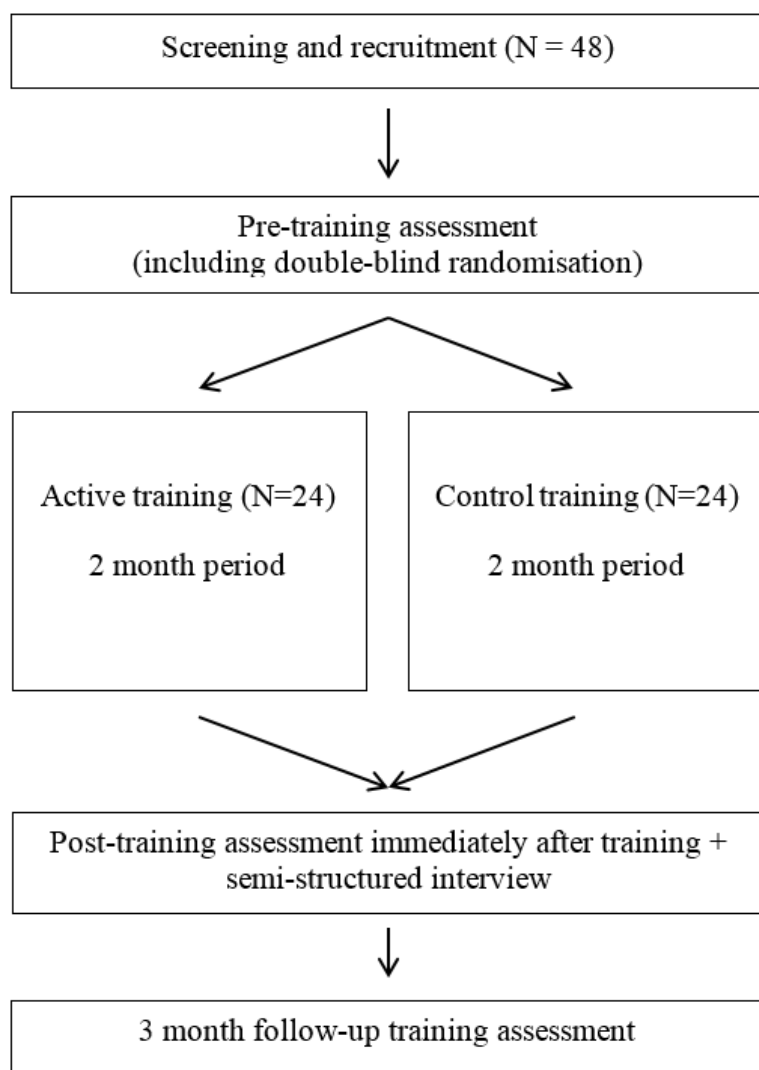 Screening and recruitment (N = 48)
Pre-training assessment
(including double-blind randomisation)
Active training (N=24)
2 month period
Control training (N=24)
2 month period
Post-training assessment immediately after training +
semi-structured interview
3 month follow-up training assessment